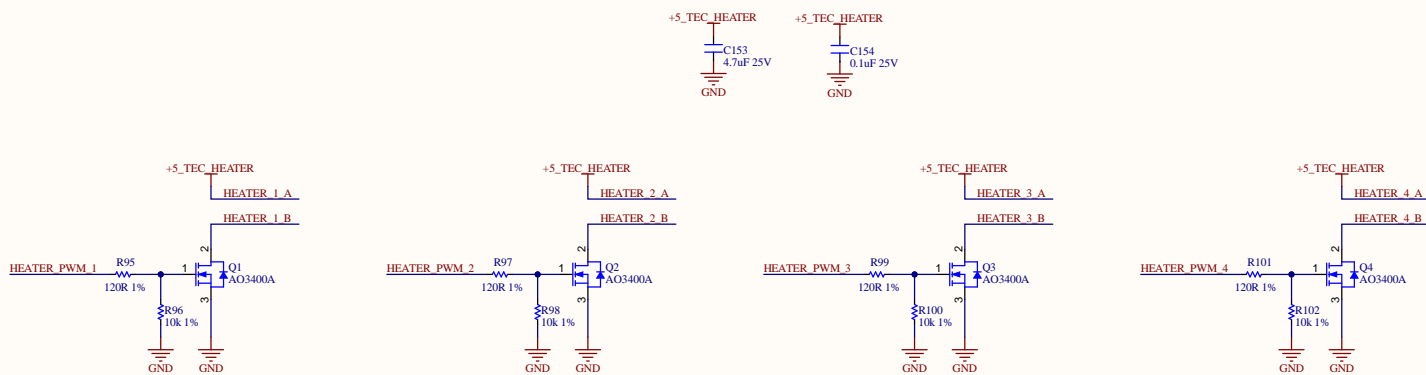 +5_TEC_HEATER
+5_TEC_HEATER
C153
4.7uF 25V
C154
0.1uF 25V
GND
GND
+5_TEC_HEATER
+5_TEC_HEATER
+5_TEC_HEATER
+5_TEC_HEATER
HEATER_1_A
HEATER_2_A
HEATER_3_A
HEATER_4_A
HEATER_1_B
HEATER_2_B
HEATER_3_B
HEATER_4_B
HEATER_PWM_1
R95
120R 1%
1
2
3
Q1
AO3400A
R96
10k 1%
GND
GND
HEATER_PWM_2
R97
120R 1%
1
2
3
Q2
AO3400A
R98
10k 1%
GND
GND
HEATER_PWM_3
R99
120R 1%
1
2
3
Q3
AO3400A
R100
10k 1%
GND
GND
HEATER_PWM_4
R101
120R 1%
1
2
3
Q4
AO3400A
R102
10k 1%
GND
GND